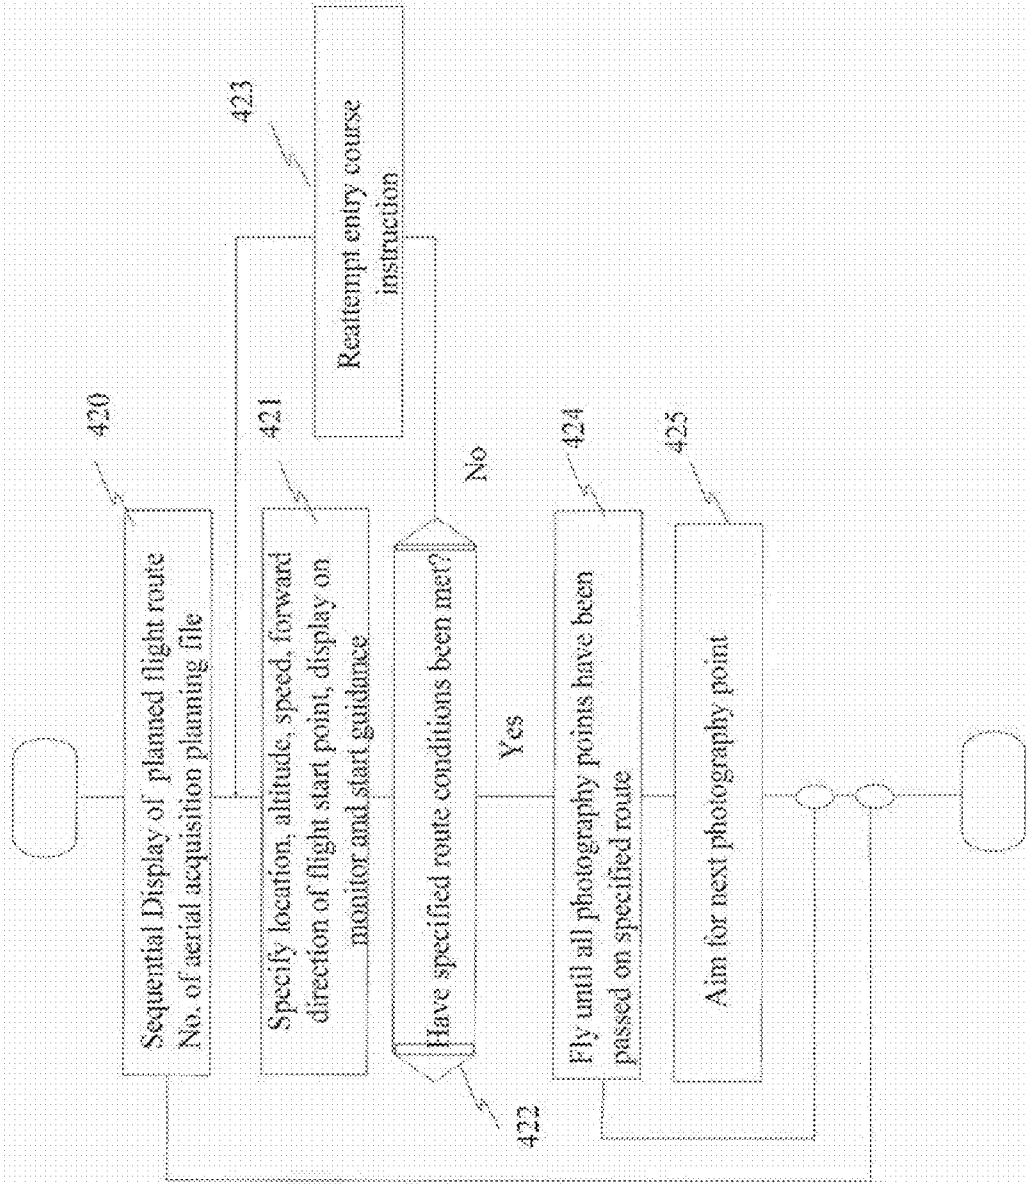 420
Sequential Display of planned flight route
No. of aerial acquisition planning file
421
Specify location, altitude, speed, forward
direction of flight start point, display on
monitor and start guidance
423
Reattempt entry course
instruction
Have specified route conditions been met?
422
No
Yes
424
Fly until all photography points have been
passed on specified route
425
Aim for next photography point